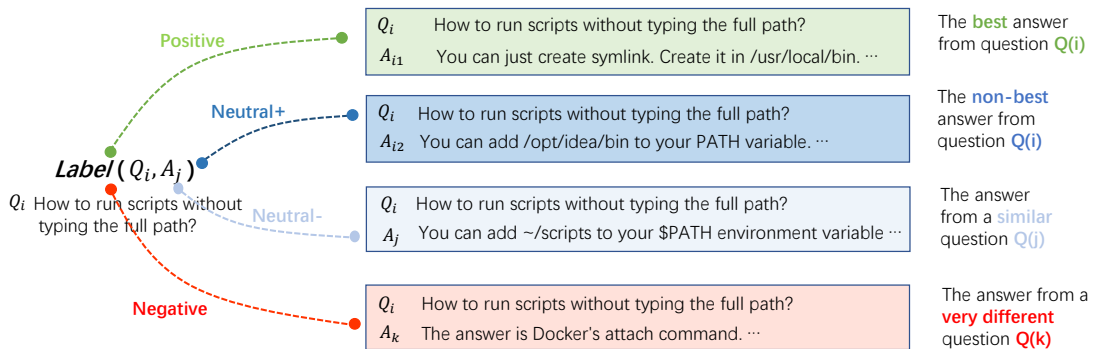 Positive
Q_i How to run scripts without typing the full path?
A_i1 You can just create symlink. Create it in /usr/local/bin. ···
The best answer
from question Q(i)
Neutral+
Q_i How to run scripts without typing the full path?
A_i2 You can add /opt/idea/bin to your PATH variable. ···
The non-best
answer from
question Q(i)
Label(Q_i, A_j)
Q_i How to run scripts without
typing the full path?
Neutral-
Q_i How to run scripts without typing the full path?
A_j You can add ~/scripts to your $PATH environment variable ···
The answer
from a similar
question Q(j)
Negative
Q_i How to run scripts without typing the full path?
A_k The answer is Docker's attach command. ···
The answer from a
very different
question Q(k)